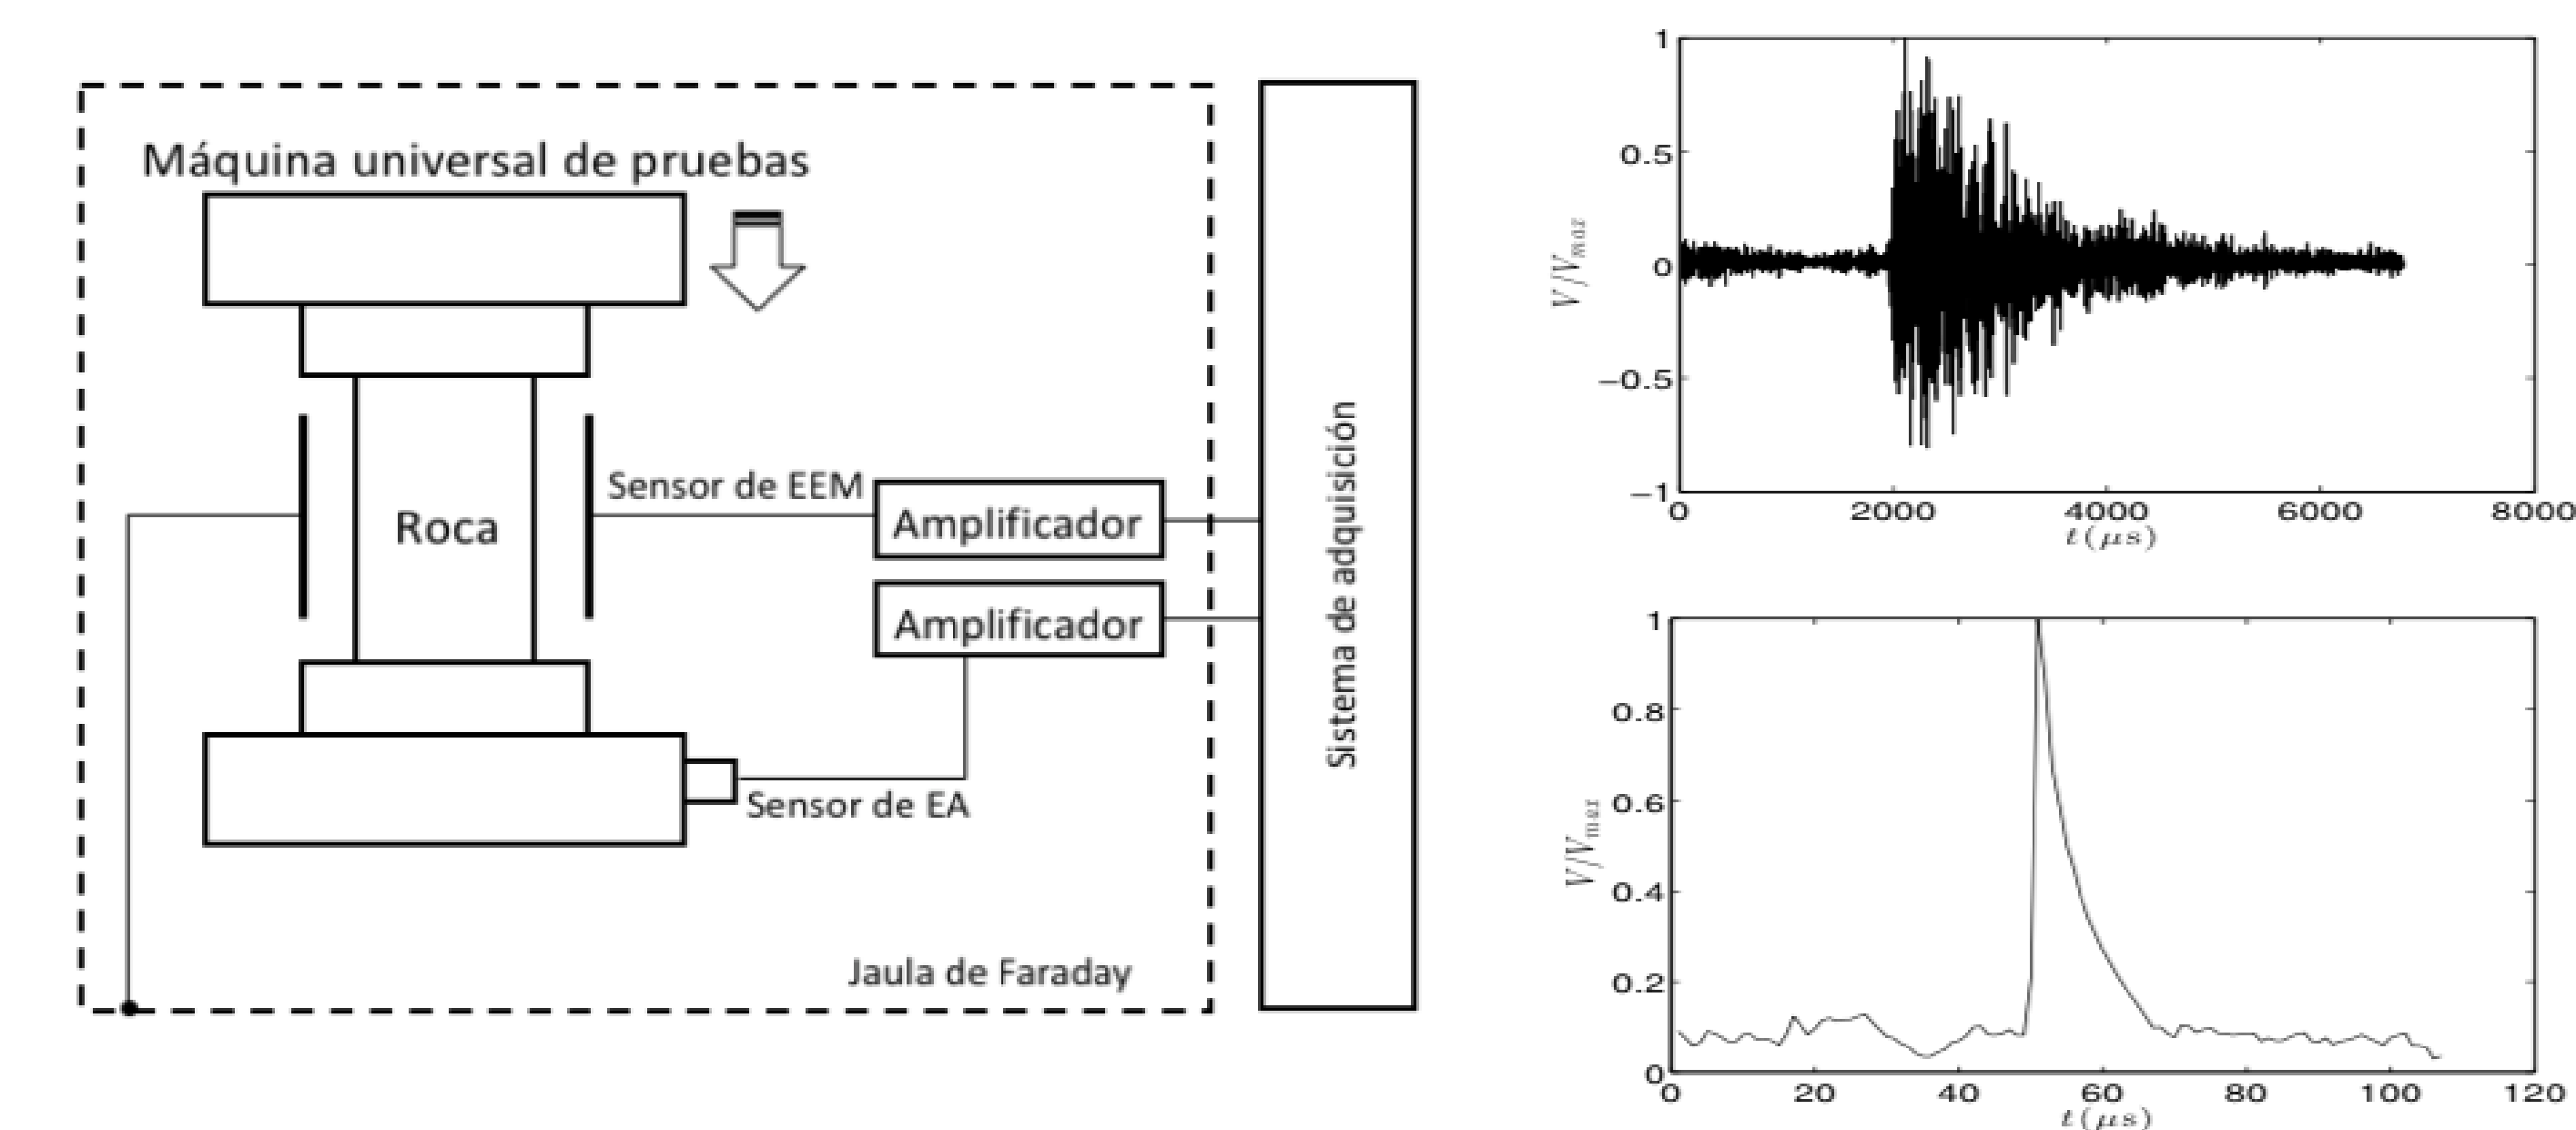 Máquina universal de pruebas
Roca
Sensor de EEM
Amplificador
Amplificador
Sensor de EA
Jaula de Faraday
Sistema de adquisición
1
0.5
0
−0.5
−1
V/Vmax
0 2000 4000 6000 8000
t(μs)
1
0.8
0.6
0.4
0.2
0
V/Vmax
0 20 40 60 80 100 120
t(μs)